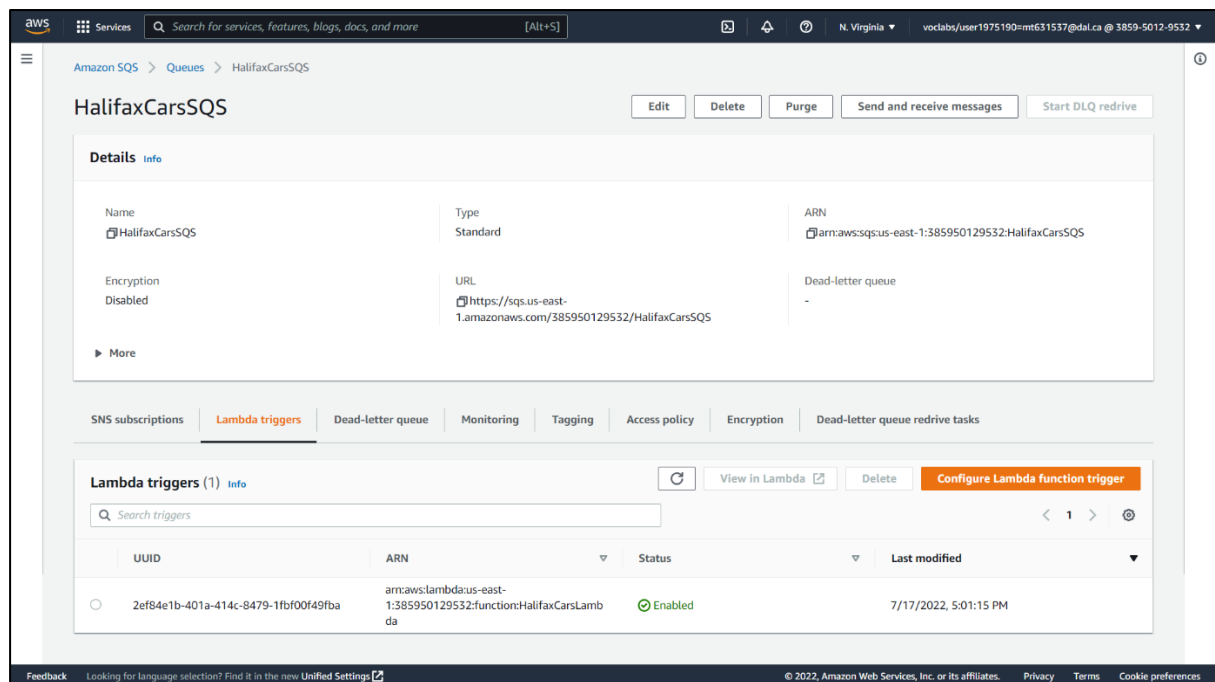 aws
Services
Search for services, features, blogs, docs, and more
[Alt+S]
N. Virginia
voclabs/user1975190=mt631537@dal.ca @ 3859-5012-9532
Amazon SQS > Queues > HalifaxCarsSQS
HalifaxCarsSQS
Edit
Delete
Purge
Send and receive messages
Start DLQ redrive
Details Info
Name
HalifaxCarsSQS
Type
Standard
ARN
arn:aws:sqs:us-east-1:385950129532:HalifaxCarsSQS
Encryption
Disabled
URL
https://sqs.us-east-
1.amazonaws.com/385950129532/HalifaxCarsSQS
Dead-letter queue
-
More
SNS subscriptions
Lambda triggers
Dead-letter queue
Monitoring
Tagging
Access policy
Encryption
Dead-letter queue redrive tasks
Lambda triggers (1) Info
View in Lambda
Delete
Configure Lambda function trigger
Search triggers
< 1 >
UUID
ARN
Status
Last modified
2ef84e1b-401a-414c-8479-1fbf00f49fba
arn:aws:lambda:us-east-
1:385950129532:function:HalifaxCarsLamb
da
Enabled
7/17/2022, 5:01:15 PM
Feedback
Looking for language selection? Find it in the new Unified Settings
© 2022, Amazon Web Services, Inc. or its affiliates.
Privacy
Terms
Cookie preferences